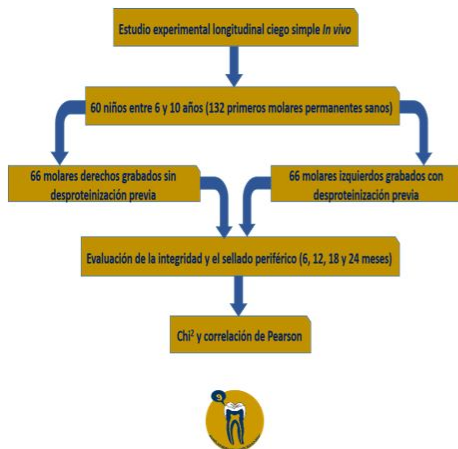 Estudio experimental longitudinal ciego simple In vivo
60 niños entre 6 y 10 años (132 primeros molares permanentes sanos)
66 molares derechos grabados sin
desproteinización previa
66 molares izquierdos grabados con
desproteinización previa
Evaluación de la integridad y el sellado periférico (6, 12, 18 y 24 meses)
Chi² y correlación de Pearson